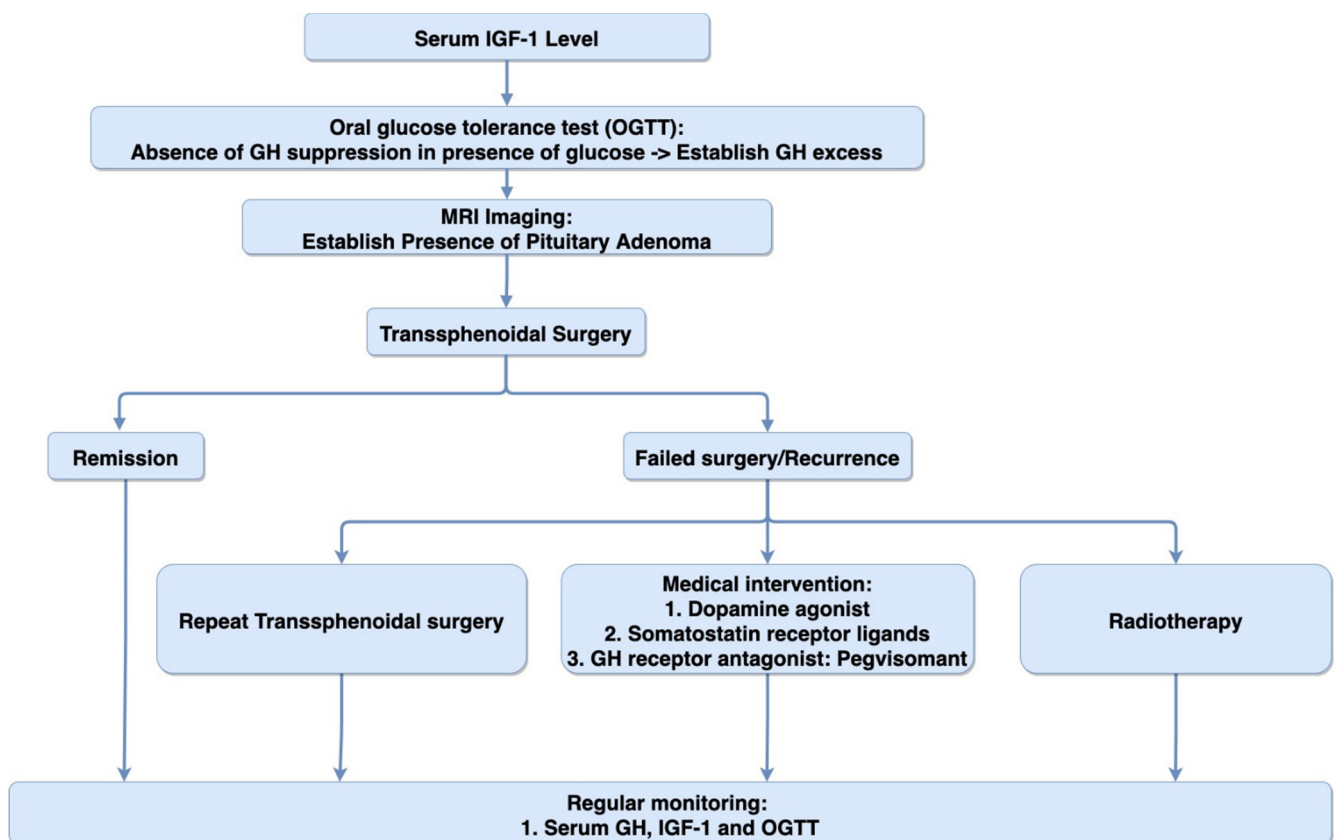 Serum IGF-1 Level
Oral glucose tolerance test (OGTT):
Absence of GH suppression in presence of glucose -> Establish GH excess
MRI Imaging:
Establish Presence of Pituitary Adenoma
Transsphenoidal Surgery
Remission
Failed surgery/Recurrence
Repeat Transsphenoidal surgery
Medical intervention:
1. Dopamine agonist
2. Somatostatin receptor ligands
3. GH receptor antagonist: Pegvisomant
Radiotherapy
Regular monitoring:
1. Serum GH, IGF-1 and OGTT